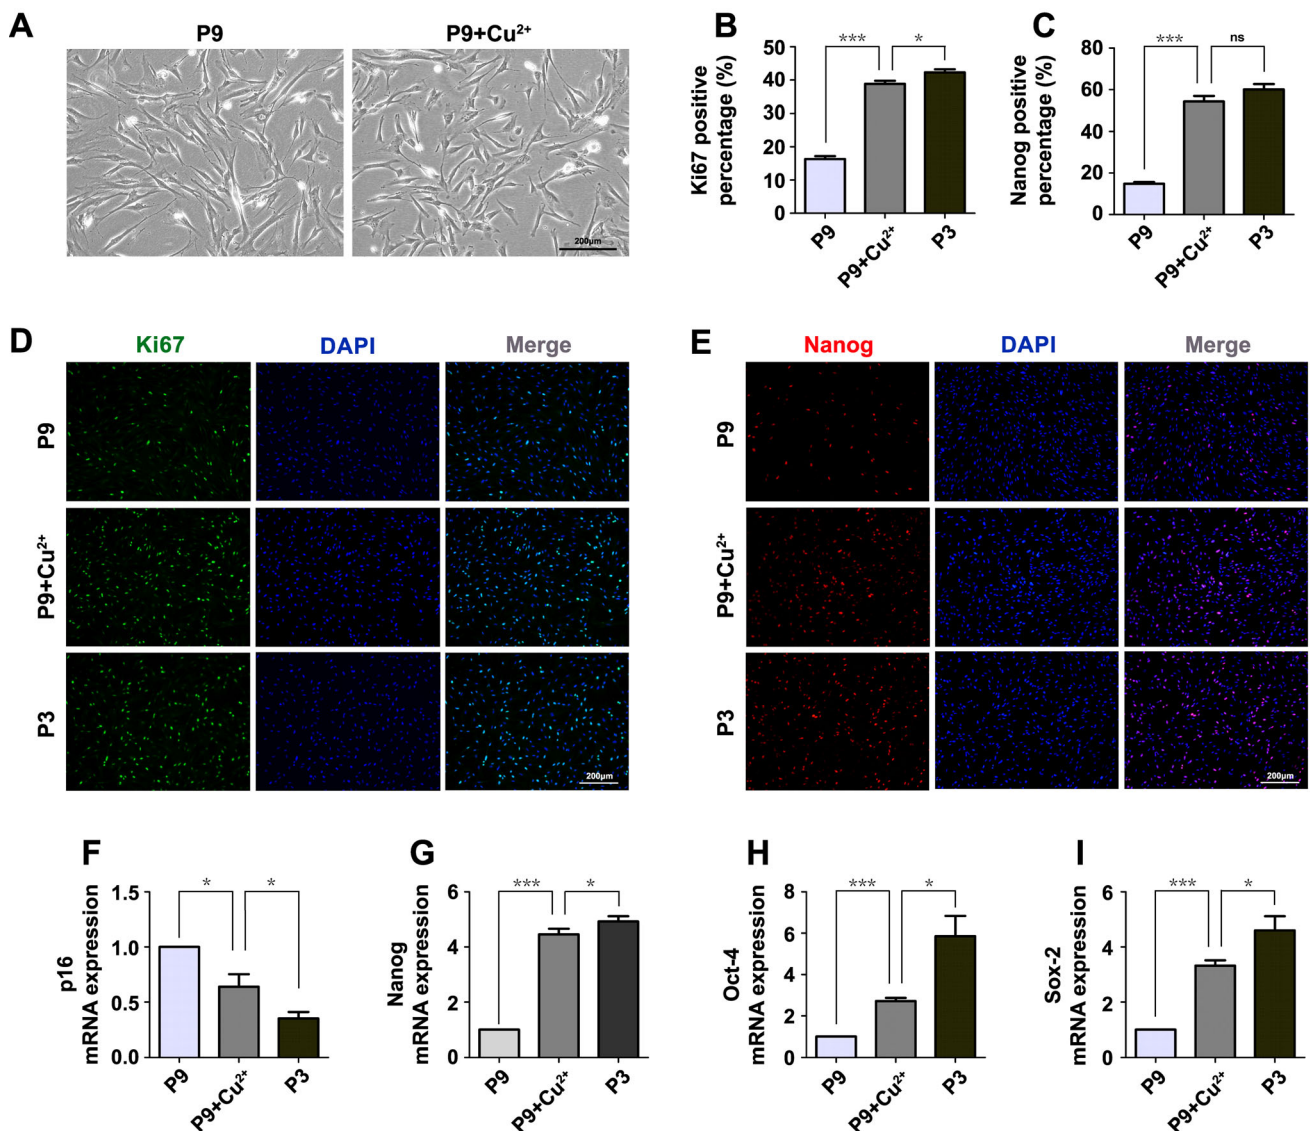 A
P9
P9+Cu²⁺
200μm
B
Ki67 positive
percentage (%)
50
40
30
20
10
0
***
*
P9
P9+Cu²⁺
P3
C
Nanog positive
percentage (%)
80
60
40
20
0
***
ns
P9
P9+Cu²⁺
P3
D
Ki67
DAPI
Merge
P9
P9+Cu²⁺
P3
200μm
E
Nanog
DAPI
Merge
P9
P9+Cu²⁺
P3
200μm
F
p16
mRNA expression
1.5
1.0
0.5
0.0
*
*
P9
P9+Cu²⁺
P3
G
Nanog
mRNA expression
6
4
2
0
***
*
P9
P9+Cu²⁺
P3
H
Oct-4
mRNA expression
8
6
4
2
0
***
*
P9
P9+Cu²⁺
P3
I
Sox-2
mRNA expression
6
4
2
0
***
*
P9
P9+Cu²⁺
P3